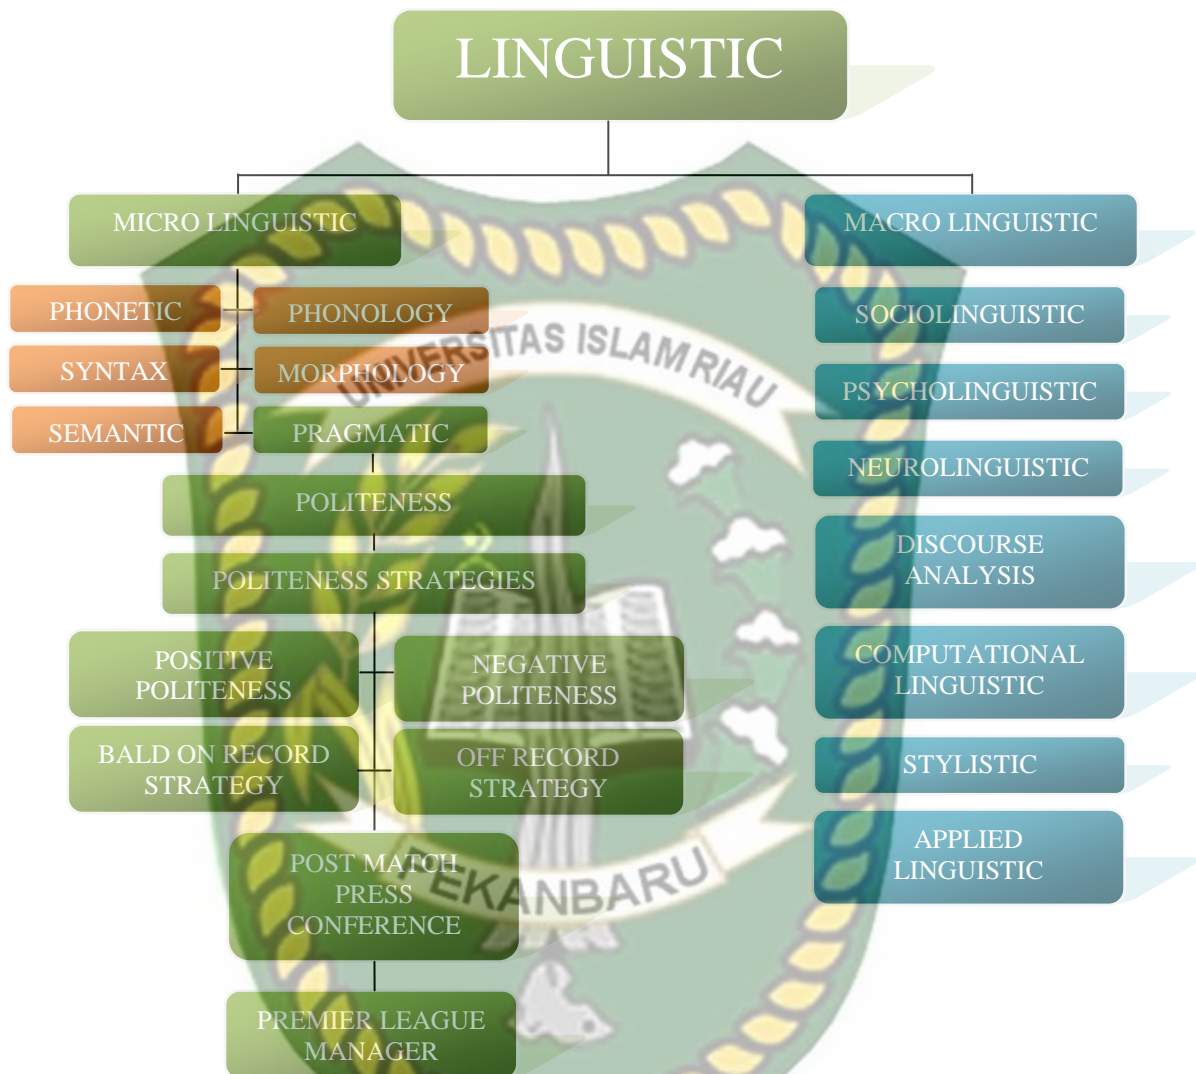 LINGUISTIC
MICRO LINGUISTIC
MACRO LINGUISTIC
PHONETIC
PHONOLOGY
SYNTAX
MORPHOLOGY
SEMANTIC
PRAGMATIC
POLITENESS
POLITENESS STRATEGIES
POSITIVE
POLITENESS
NEGATIVE
POLITENESS
BALD ON RECORD
STRATEGY
OFF RECORD
STRATEGY
POST MATCH
PRESS
CONFERENCE
PREMIER LEAGUE
MANAGER
SOCIOLINGUISTIC
PSYCHOLINGUISTIC
NEUROLINGUISTIC
DISCOURSE
ANALYSIS
COMPUTATIONAL
LINGUISTIC
STYLISTIC
APPLIED
LINGUISTIC
UNIVERSITAS ISLAM RIAU
PEKANBARU